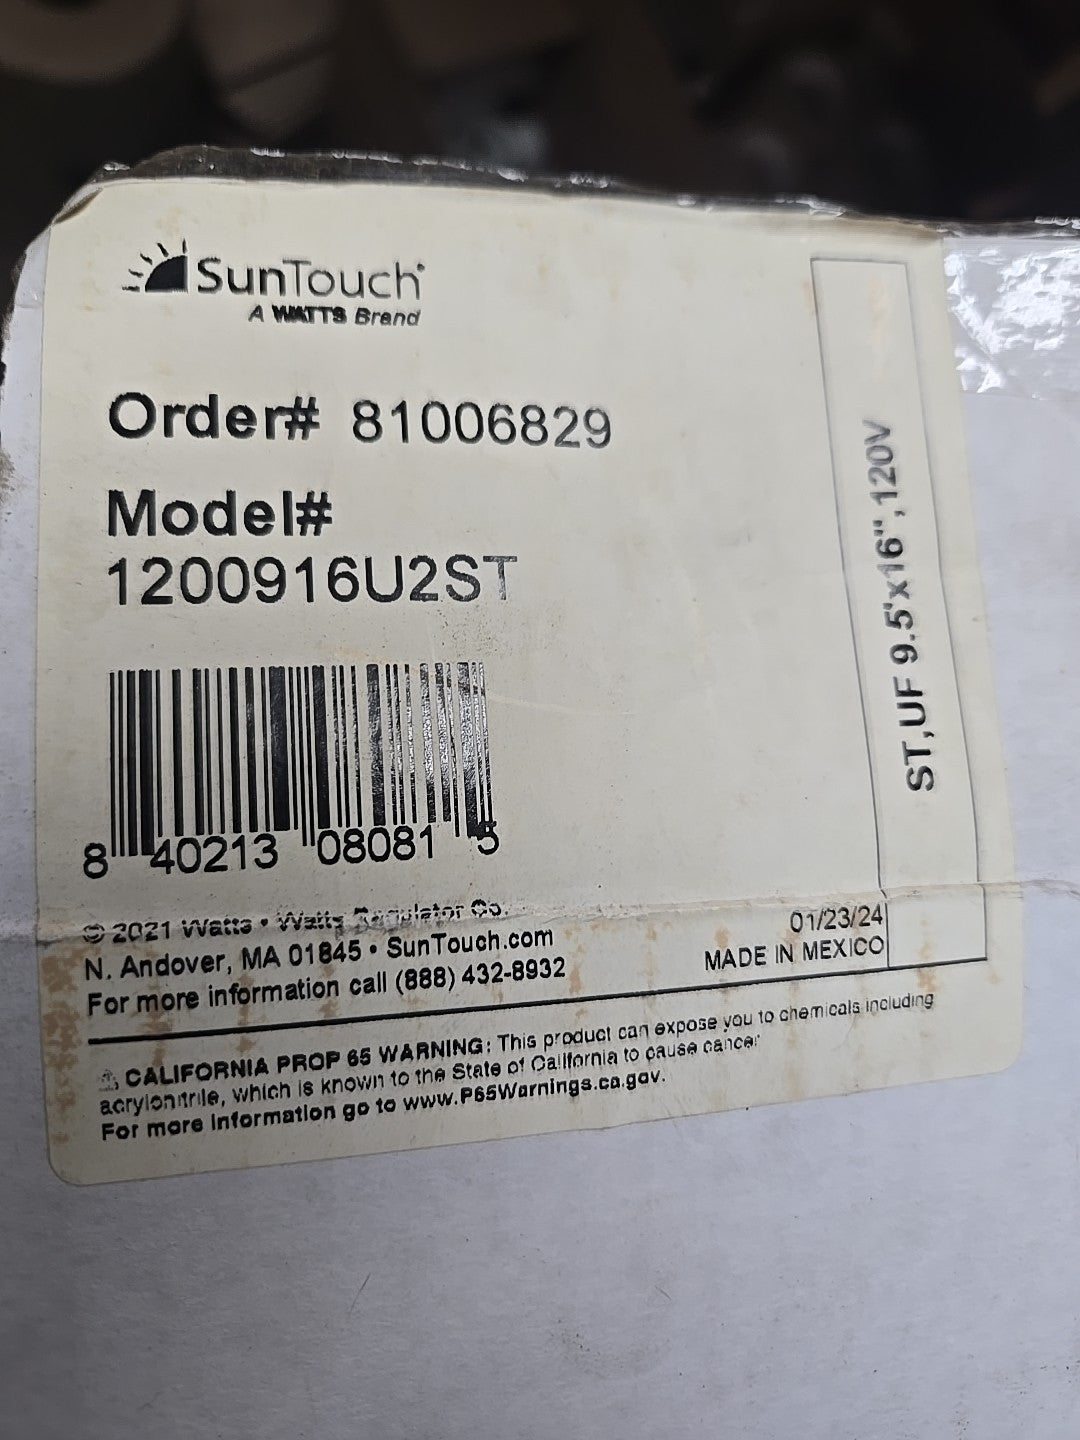 SunTouch
A WATTS Brand
Order# 81006829
Model#
1200916U2ST
8 40213 08081 5
© 2021 Watts • Watts Regulator Co.
N. Andover, MA 01845 • SunTouch.com
For more information call (888) 432-8932
01/23/24
MADE IN MEXICO
ST,UF 9.5'x16",120V
⚠ CALIFORNIA PROP 65 WARNING: This product can expose you to chemicals including
acrylonitrile, which is known to the State of California to cause cancer
For more information go to www.P65Warnings.ca.gov.